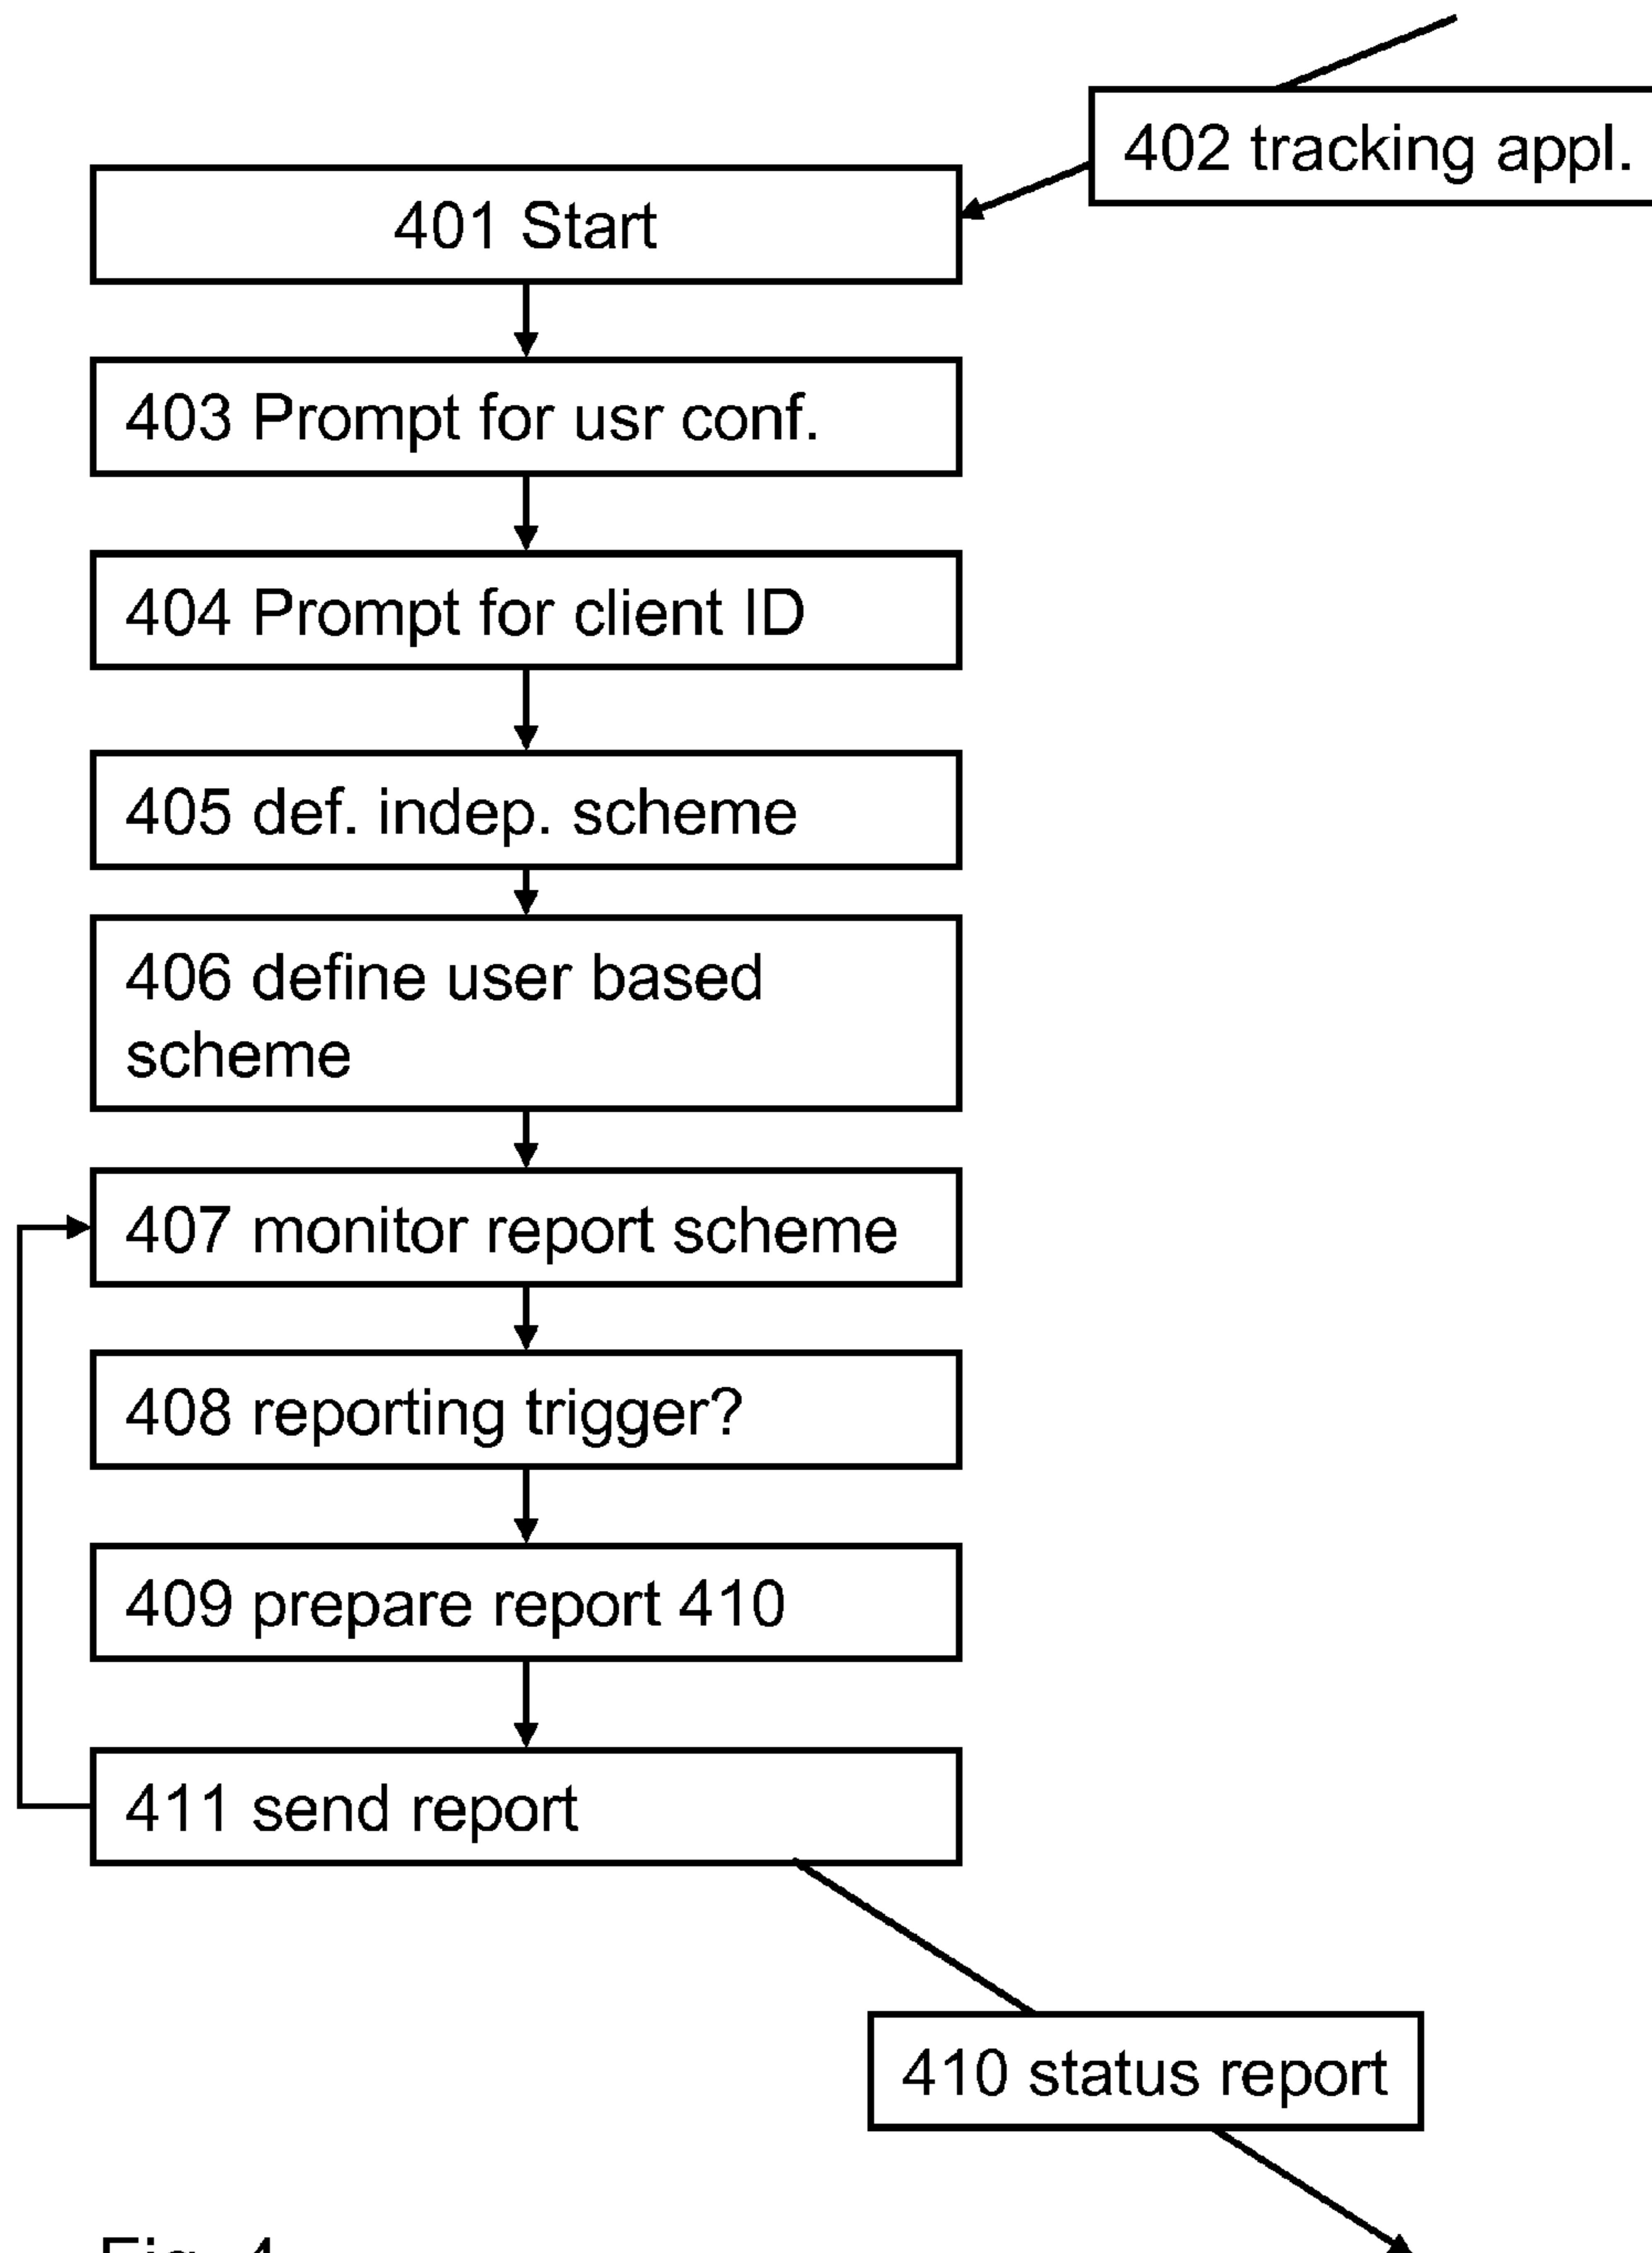 402 tracking appl.
401 Start
403 Prompt for usr conf.
404 Prompt for client ID
405 def. indep. scheme
406 define user based
scheme
407 monitor report scheme
408 reporting trigger?
409 prepare report 410
411 send report
410 status report
Fig. 4